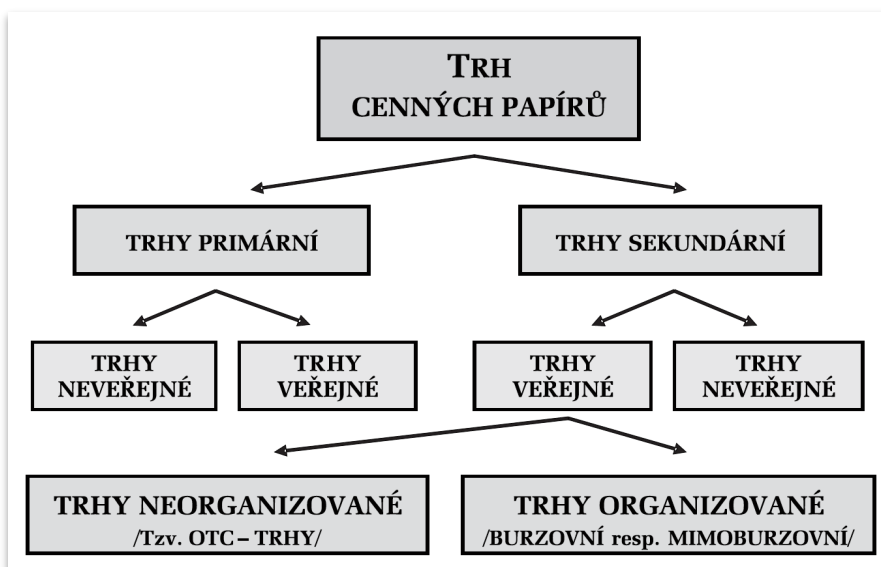 TRH
CENNÝCH PAPÍRŮ
TRHY PRIMÁRNÍ
TRHY SEKUNDÁRNÍ
TRHY
NEVEŘEJNÉ
TRHY
VEŘEJNÉ
TRHY
VEŘEJNÉ
TRHY
NEVEŘEJNÉ
TRHY NEORGANIZOVANÉ
/Tzv. OTC – TRHY/
TRHY ORGANIZOVANÉ
/BURZOVNÍ resp. MIMOBURZOVNÍ/